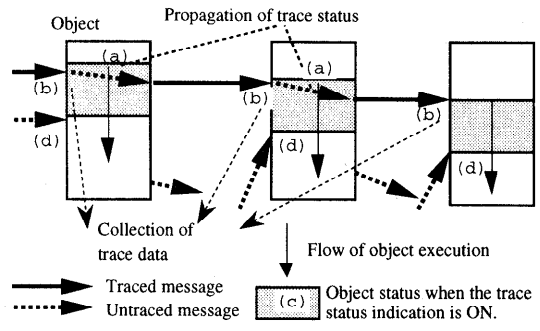 Object
Propagation of trace status
(a)
(a)
(b)
(b)
(b)
(d)
(d)
(d)
Collection of
trace data
Flow of object execution
Traced message
Untraced message
(c)
Object status when the trace
status indication is ON.